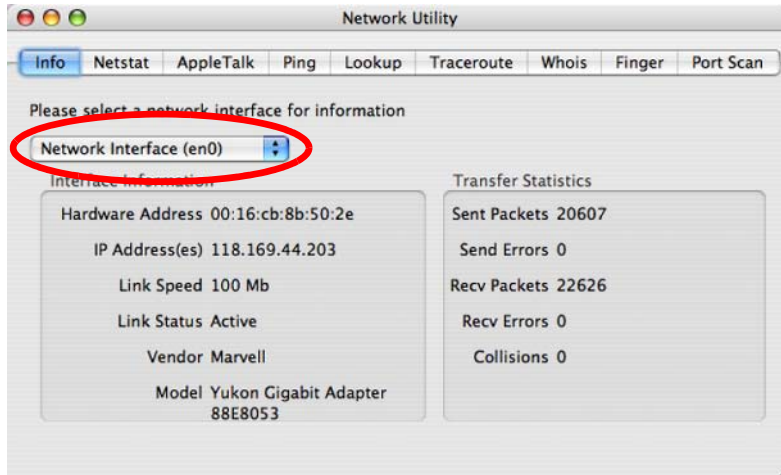 Network Utility
Info Netstat AppleTalk Ping Lookup Traceroute Whois Finger Port Scan
Please select a network interface for information
Network Interface (en0)
Interface Information
Hardware Address 00:16:cb:8b:50:2e
IP Address(es) 118.169.44.203
Link Speed 100 Mb
Link Status Active
Vendor Marvell
Model Yukon Gigabit Adapter
88E8053
Transfer Statistics
Sent Packets 20607
Send Errors 0
Recv Packets 22626
Recv Errors 0
Collisions 0